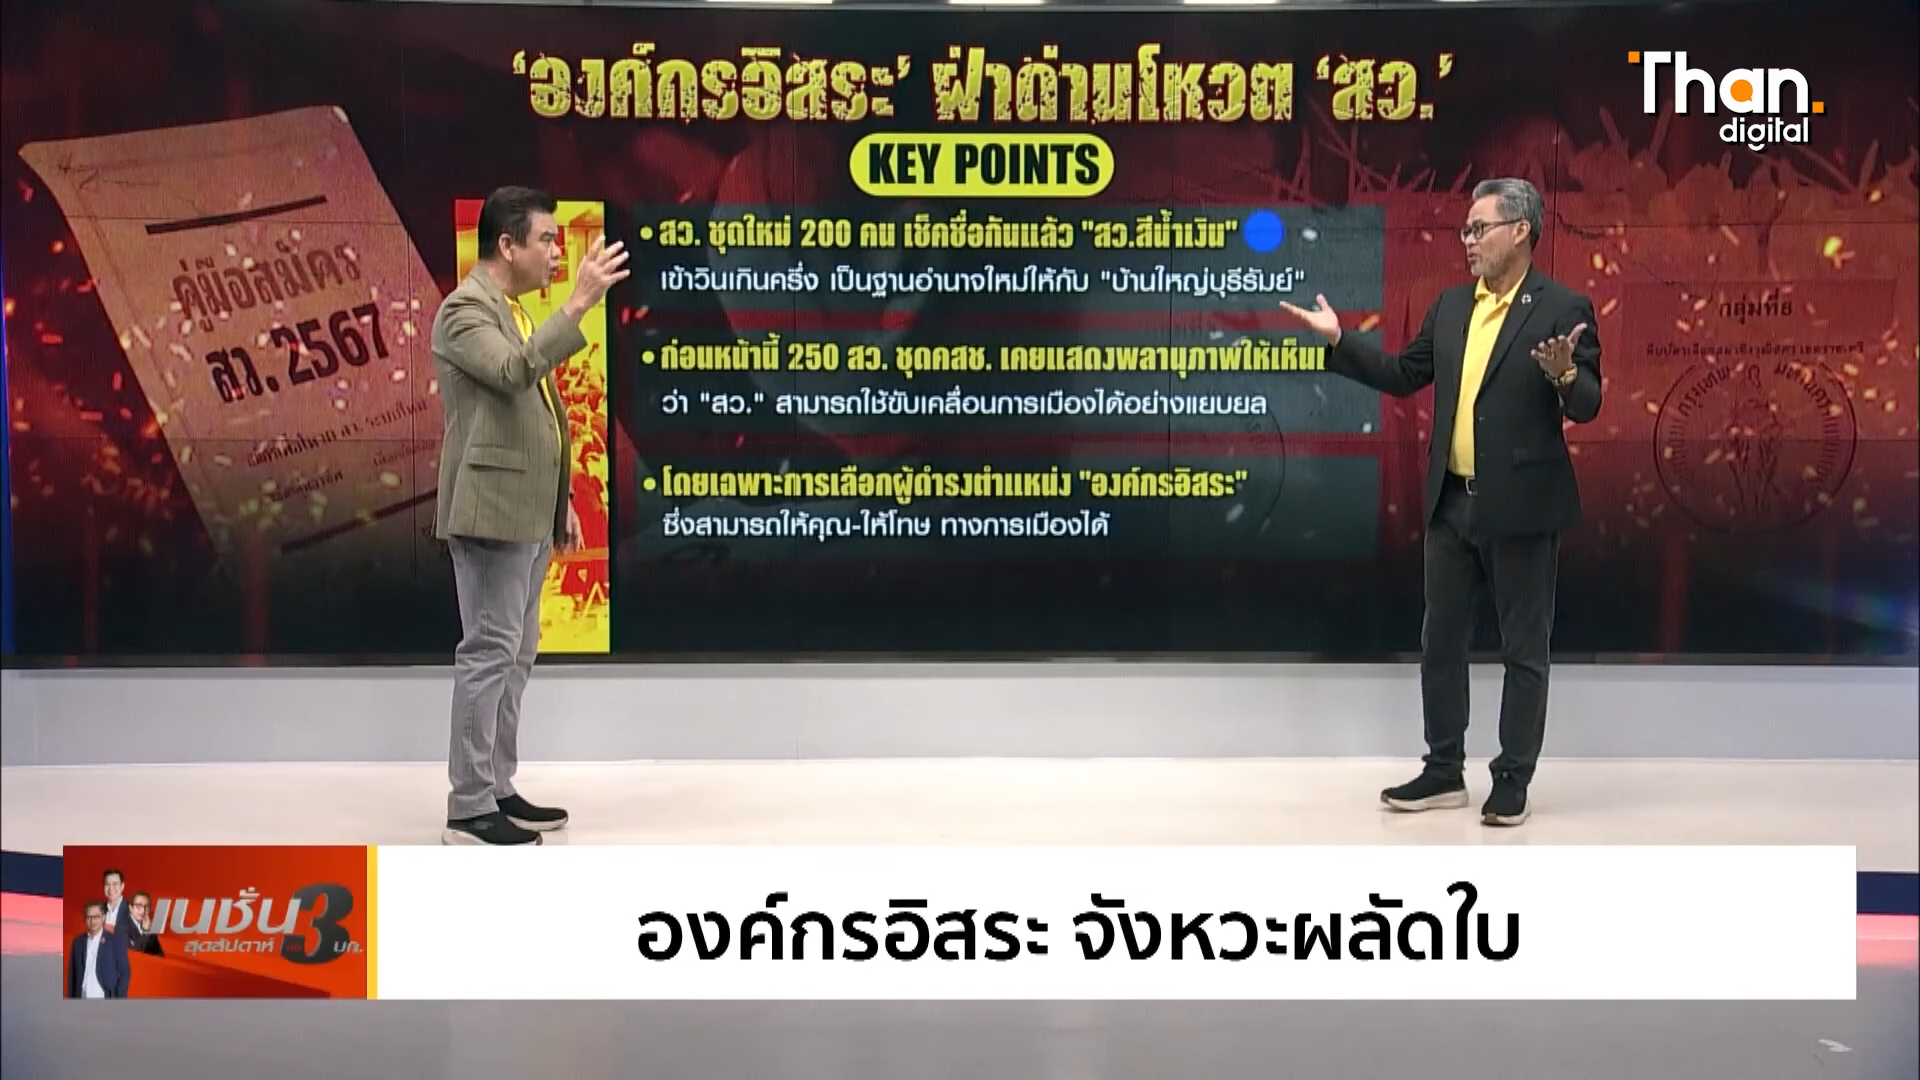 'องค์กรอิสระ' ฝ่าด่านโหวต 'สว.'
Than.
digital
KEY POINTS
• สว. ชุดใหม่ 200 คน เช็คชื่อกันแล้ว "สว.สีน้ำเงิน"
เข้าวินเกินครึ่ง เป็นฐานอำนาจใหม่ให้กับ "บ้านใหญ่บุรีรัมย์"
• ก่อนหน้านี้ 250 สว. ชุดคสช. เคยแสดงพลานุภาพให้เห็น
ว่า "สว." สามารถใช้ขับเคลื่อนการเมืองได้อย่างแยบยล
• โดยเฉพาะการเลือกผู้ดำรงตำแหน่ง "องค์กรอิสระ"
ซึ่งสามารถให้คุณ-ให้โทษ ทางการเมืองได้
คู่มือสมัคร
สว.2567
กลุ่มที่8
เนชั่น
สุดสัปดาห์ 3 บก.
องค์กรอิสระ จังหวะผลัดใบ